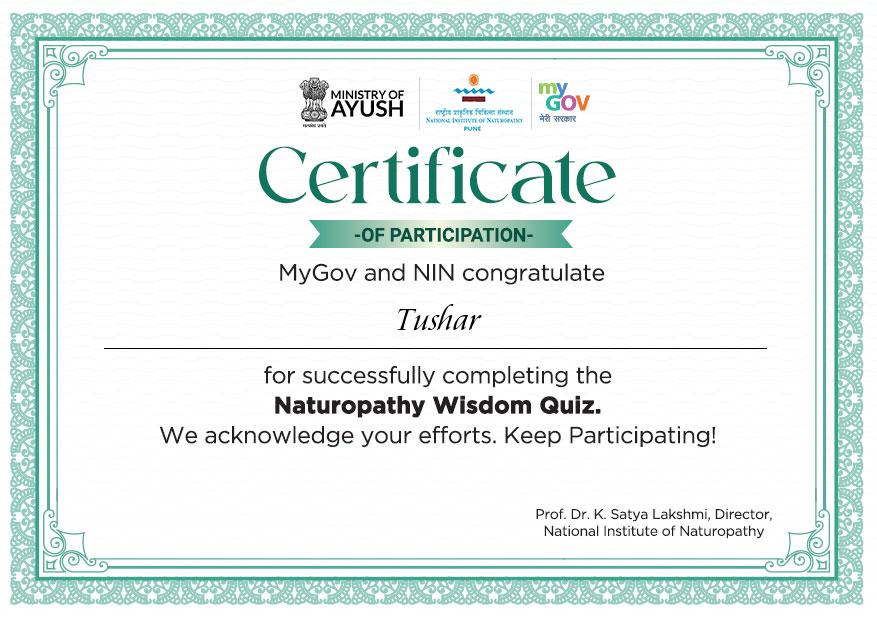 MINISTRY OF
AYUSH
सत्यमेव जयते
राष्ट्रीय प्राकृतिक चिकित्सा संस्थान
NATIONAL INSTITUTE OF NATUROPATHY
PUNE
my
GOV
मेरी सरकार
Certificate
-OF PARTICIPATION-
MyGov and NIN congratulate
Tushar
for successfully completing the
Naturopathy Wisdom Quiz.
We acknowledge your efforts. Keep Participating!
Prof. Dr. K. Satya Lakshmi, Director,
National Institute of Naturopathy